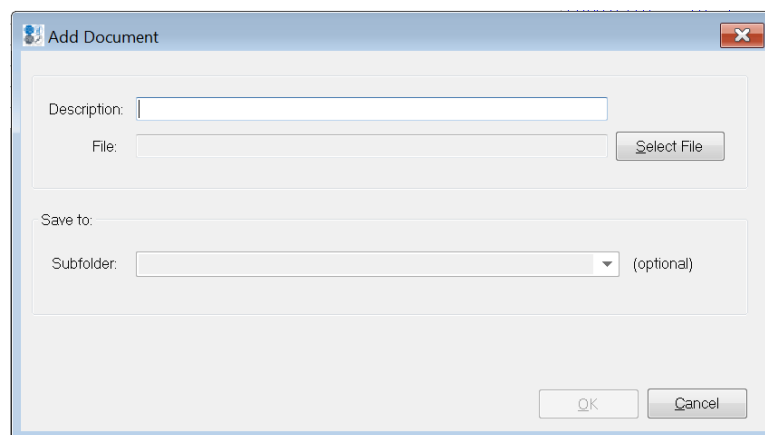 Add Document
Description:
File:
Select File
Save to:
Subfolder:
(optional)
OK
Cancel